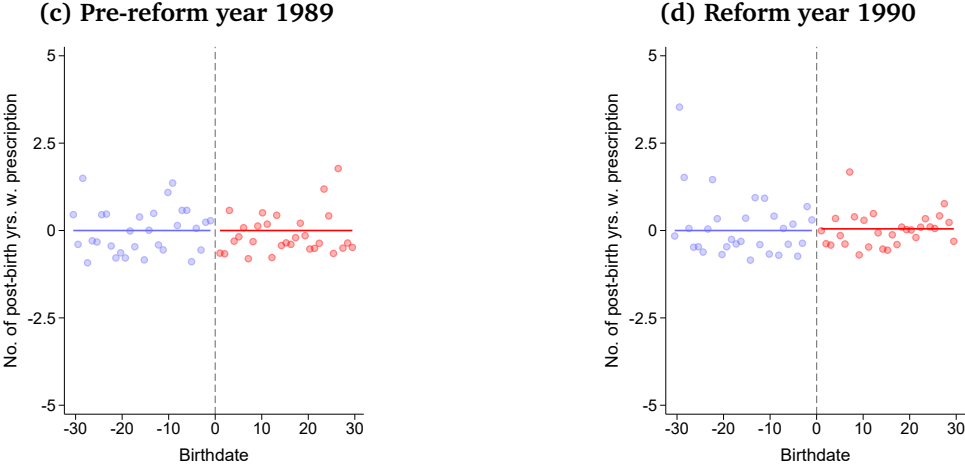 (c) Pre-reform year 1989
No. of post-birth yrs. w. prescription
5
2.5
0
-2.5
-5
-30 -20 -10 0 10 20 30
Birthdate
(d) Reform year 1990
No. of post-birth yrs. w. prescription
5
2.5
0
-2.5
-5
-30 -20 -10 0 10 20 30
Birthdate